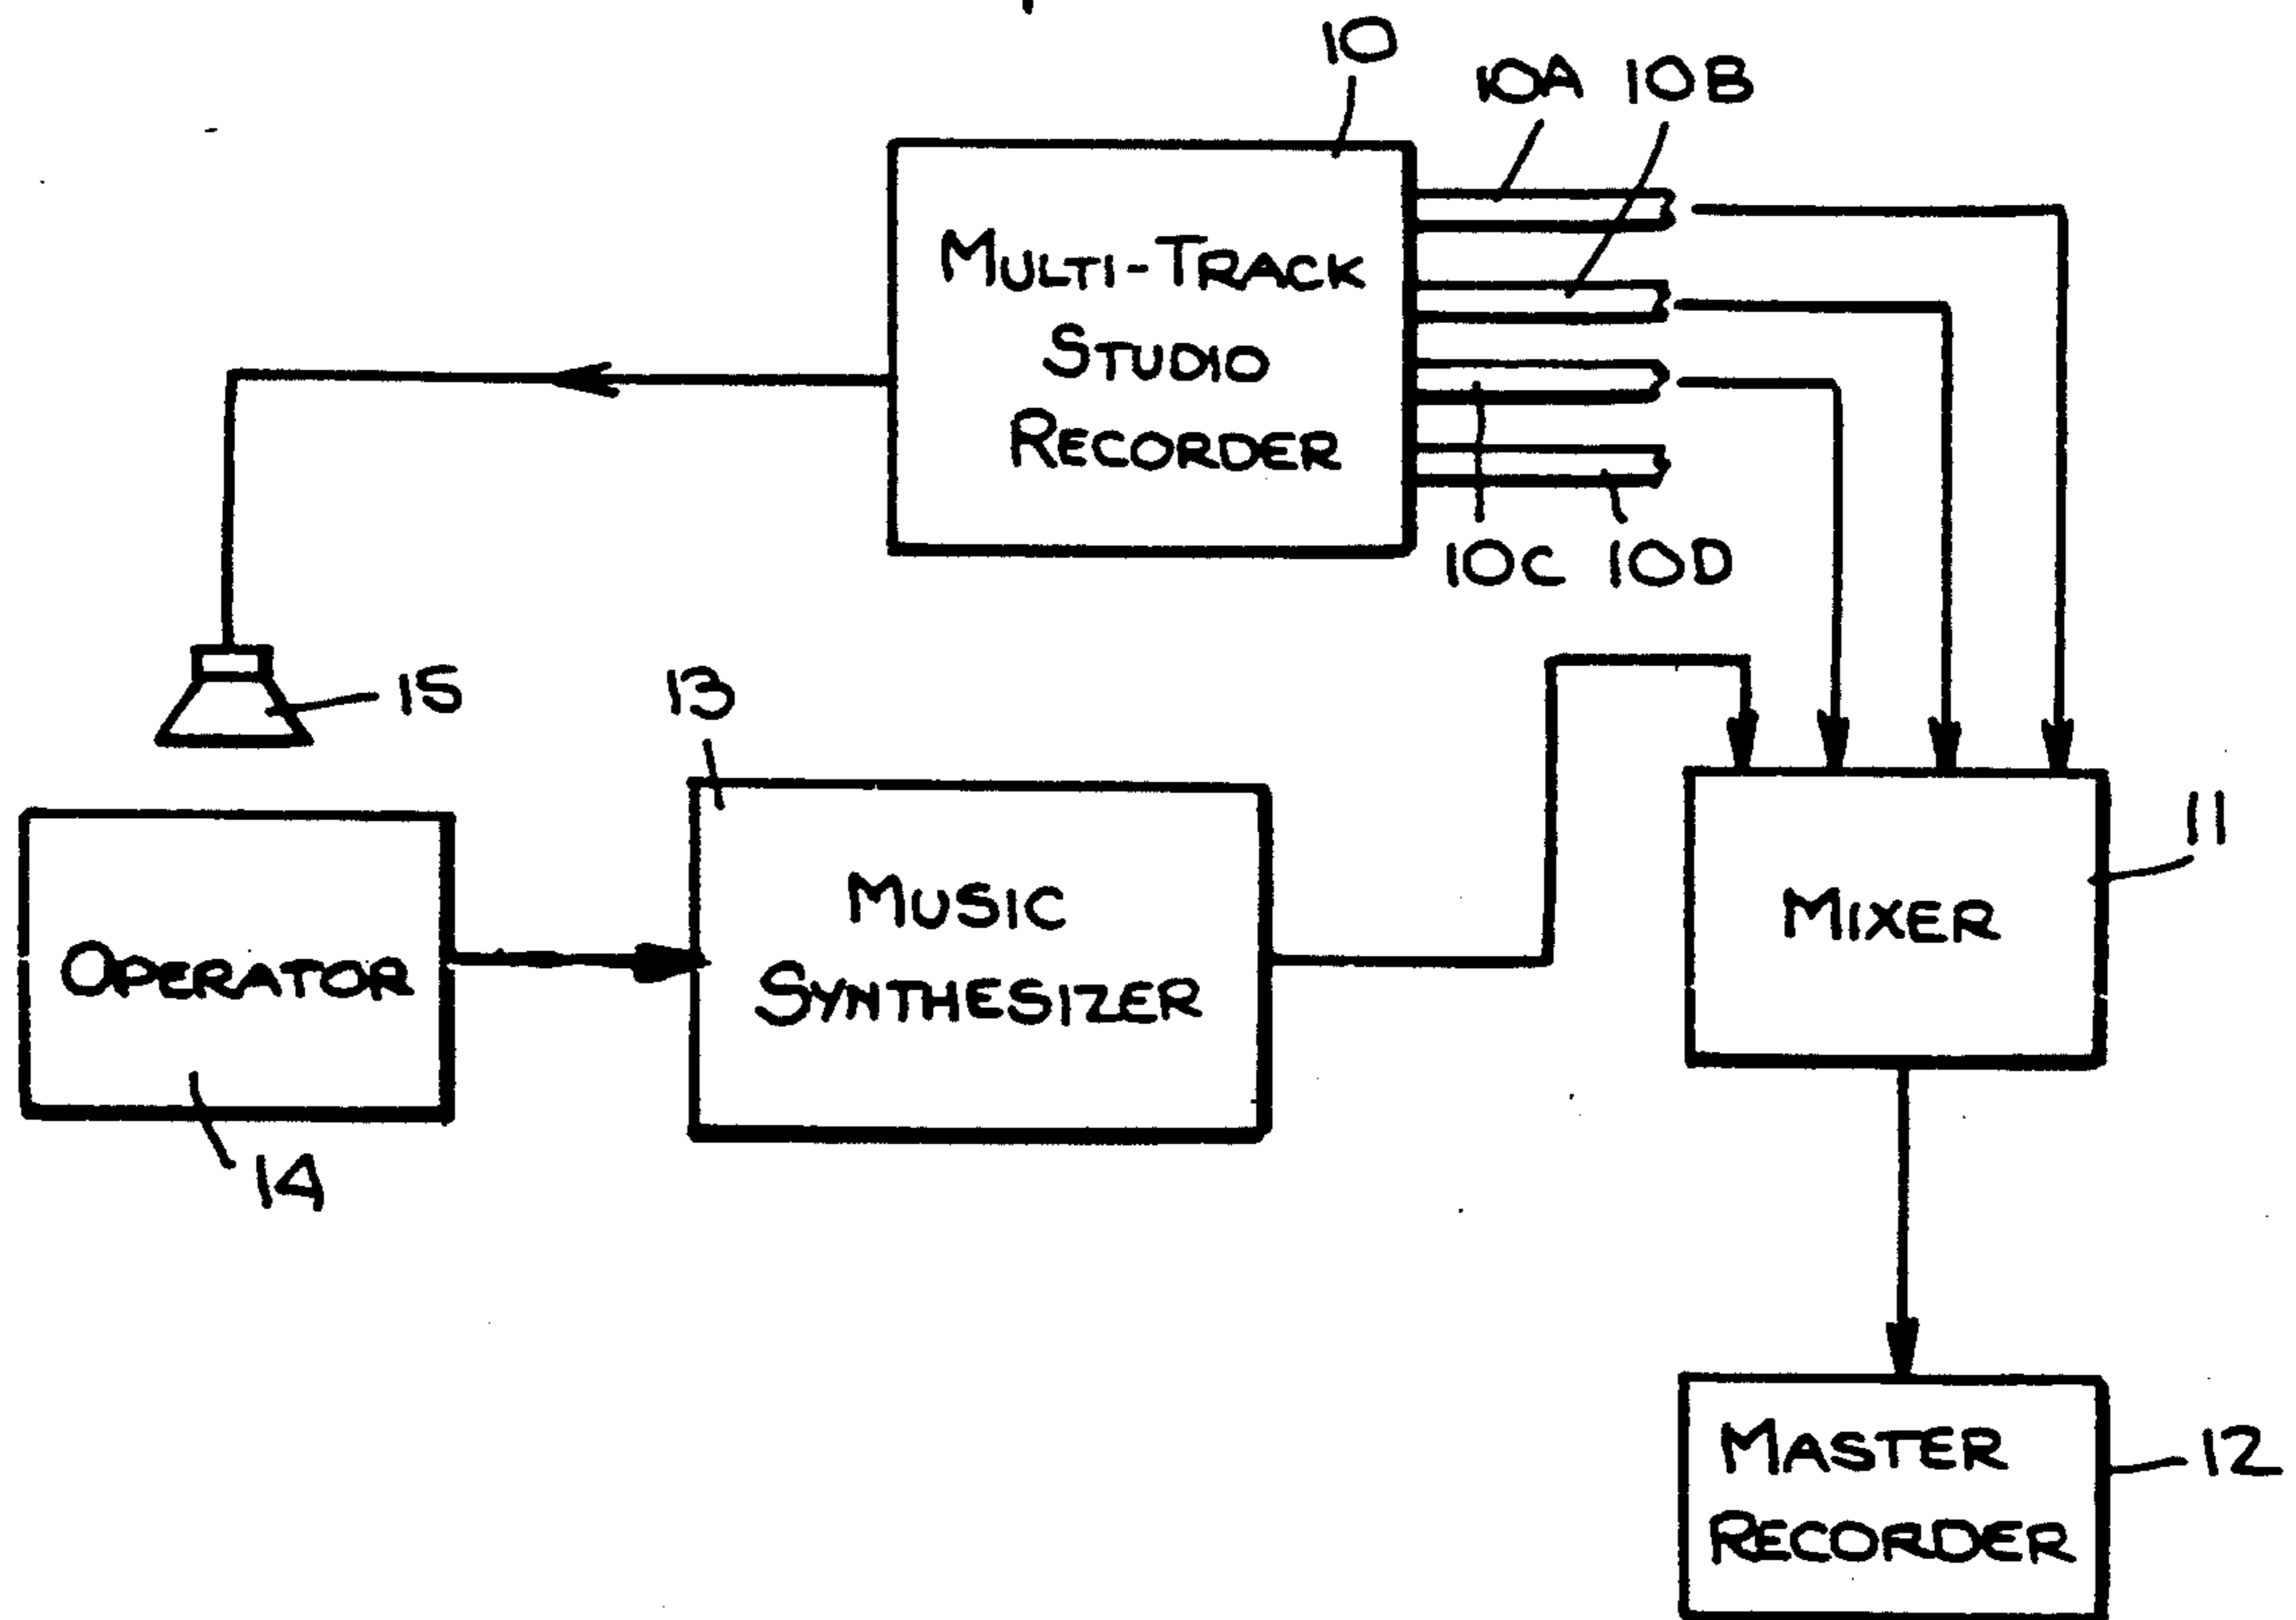 10
10A 10B
MULTI-TRACK
STUDIO
RECORDER
10C 10D
15
13
11
MUSIC
SYNTHESIZER
MIXER
OPERATOR
14
MASTER
RECORDER
12